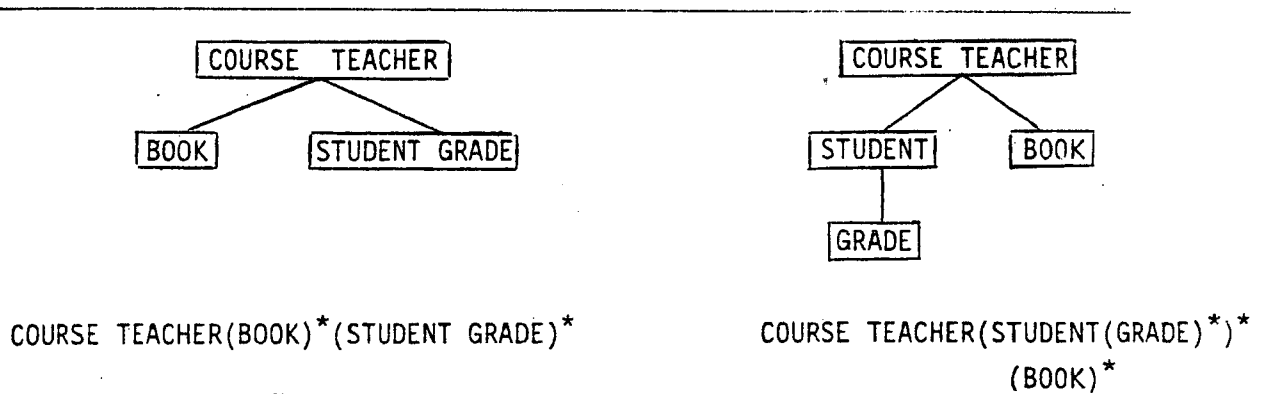 COURSE TEACHER
BOOK
STUDENT GRADE
COURSE TEACHER(BOOK)*(STUDENT GRADE)*
COURSE TEACHER
STUDENT
BOOK
GRADE
COURSE TEACHER(STUDENT(GRADE)*)*
(BOOK)*